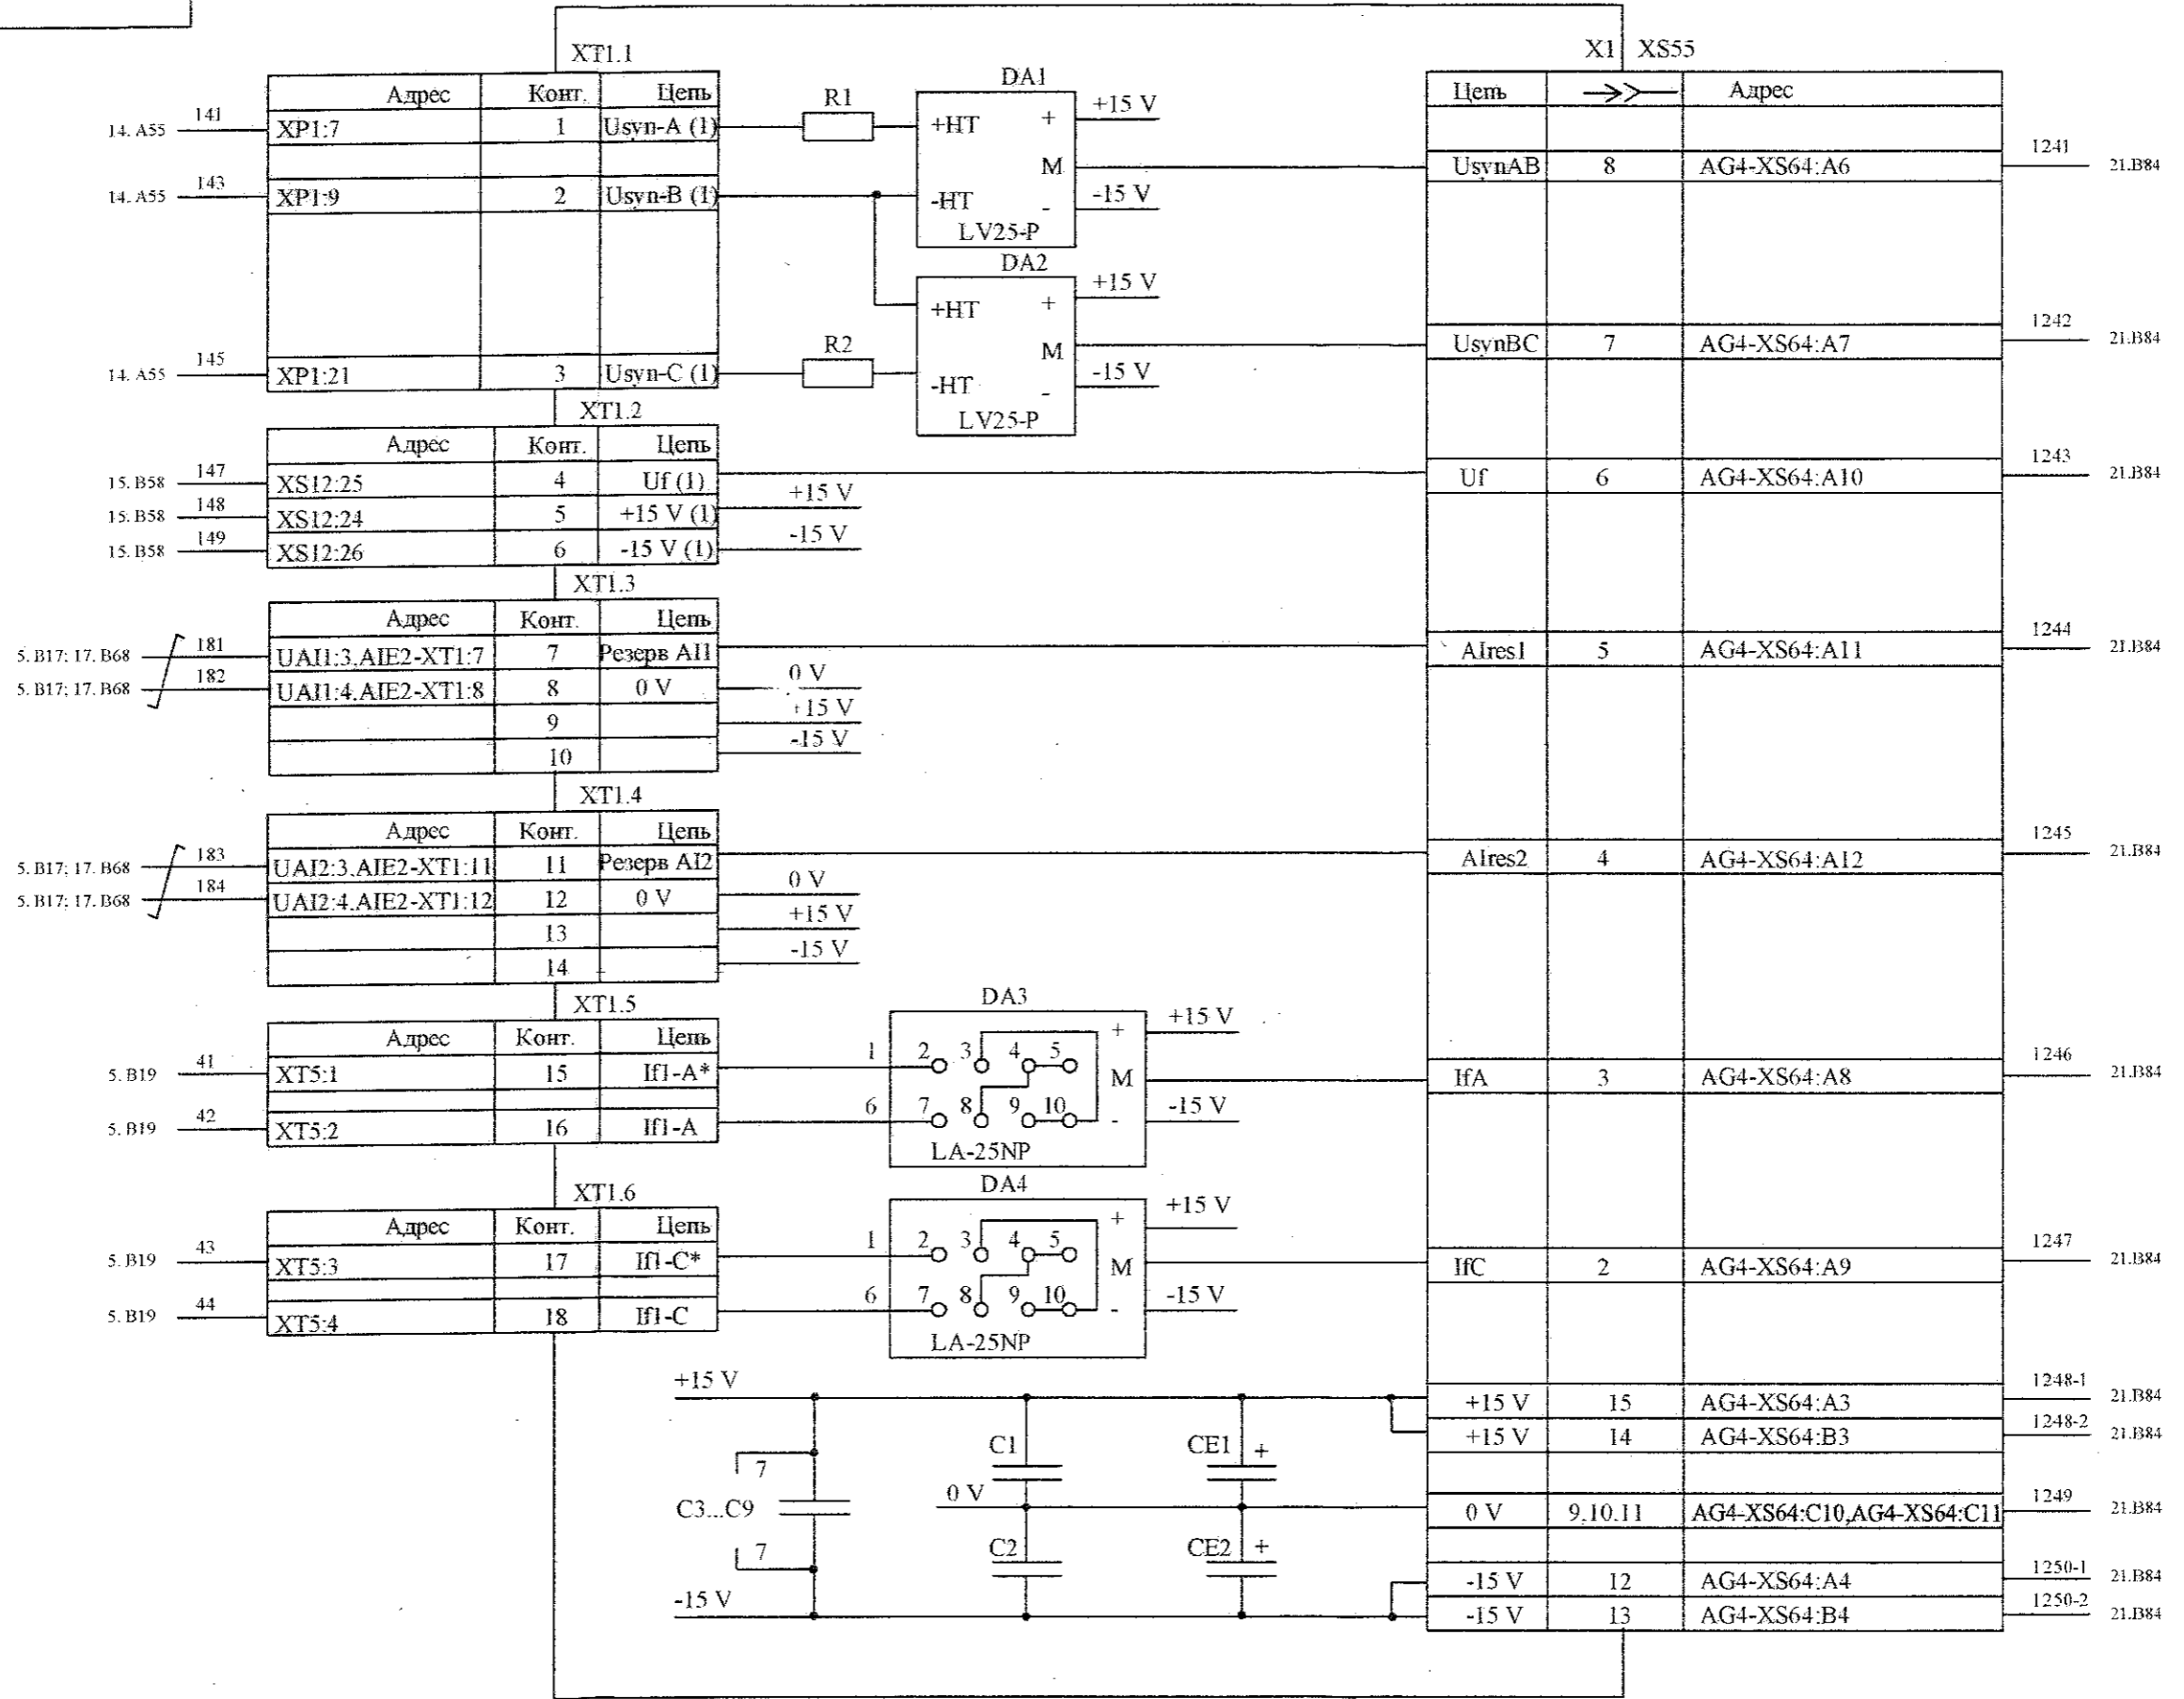 XT1.1
Адрес Конт. Цепь
14. A55 141 XP1:7 1 Usyn-A (1)
14. A55 143 XP1:9 2 Usyn-B (1)
14. A55 145 XP1:21 3 Usyn-C (1)
R1
DA1
+HT +
M
-HT -
LV25-P
+15 V
-15 V
R2
DA2
+HT +
M
-HT -
LV25-P
+15 V
-15 V
XT1.2
Адрес Конт. Цепь
15. B58 147 XS12:25 4 Uf (1)
15. B58 148 XS12:24 5 +15 V (1) +15 V
15. B58 149 XS12:26 6 -15 V (1) -15 V
XT1.3
Адрес Конт. Цепь
5. B17; 17. B68 181 UAI1:3,AIE2-XT1:7 7 Резерв AI1
5. B17; 17. B68 182 UAI1:4,AIE2-XT1:8 8 0 V 0 V
9 +15 V
10 -15 V
XT1.4
Адрес Конт. Цепь
5. B17; 17. B68 183 UAI2:3,AIE2-XT1:11 11 Резерв AI2
5. B17; 17. B68 184 UAI2:4,AIE2-XT1:12 12 0 V 0 V
13 +15 V
14 -15 V
XT1.5
Адрес Конт. Цепь
5. B19 41 XT5:1 15 If1-A*
5. B19 42 XT5:2 16 If1-A
DA3
1 2 3 4 5 +
M
6 7 8 9 10 -
LA-25NP
+15 V
-15 V
XT1.6
Адрес Конт. Цепь
5. B19 43 XT5:3 17 If1-C*
5. B19 44 XT5:4 18 If1-C
DA4
1 2 3 4 5 +
M
6 7 8 9 10 -
LA-25NP
+15 V
-15 V
+15 V
7
C3...C9
7
-15 V
C1
0 V
C2
CE1 +
CE2 +
X1 XS55
Цепь Адрес
UsynAB 8 AG4-XS64:A6 1241 21.B84
UsynBC 7 AG4-XS64:A7 1242 21.B84
Uf 6 AG4-XS64:A10 1243 21.B84
AIres1 5 AG4-XS64:A11 1244 21.B84
AIres2 4 AG4-XS64:A12 1245 21.B84
IfA 3 AG4-XS64:A8 1246 21.B84
IfC 2 AG4-XS64:A9 1247 21.B84
+15 V 15 AG4-XS64:A3 1248-1 21.B84
+15 V 14 AG4-XS64:B3 1248-2 21.B84
0 V 9,10,11 AG4-XS64:C10,AG4-XS64:C11 1249 21.B84
-15 V 12 AG4-XS64:A4 1250-1 21.B84
-15 V 13 AG4-XS64:B4 1250-2 21.B84